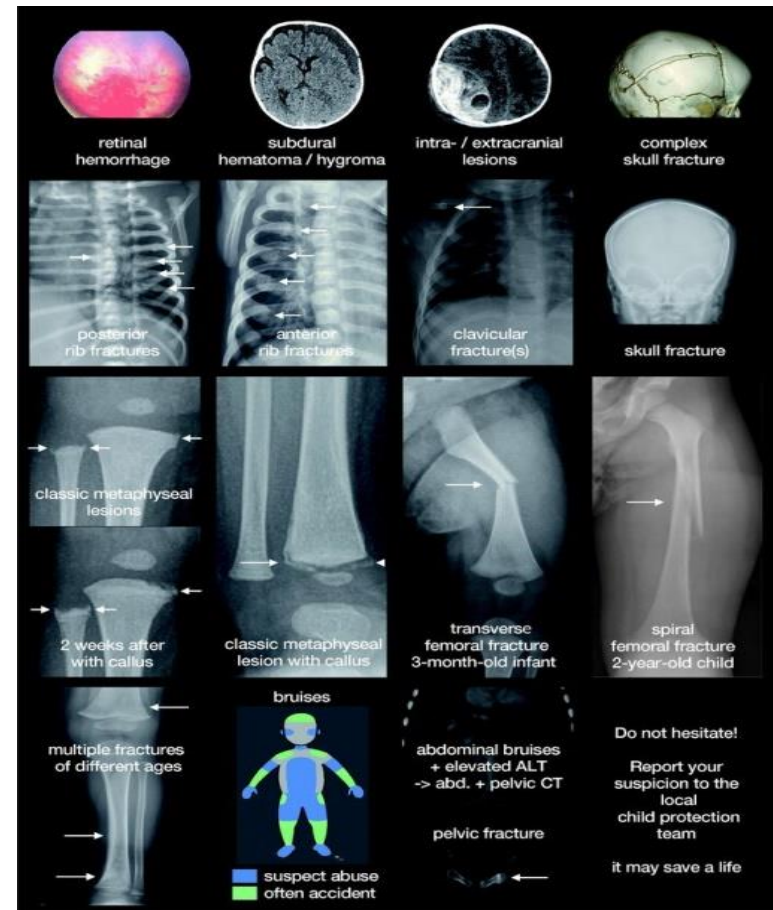 retinal
hemorrhage
subdural
hematoma / hygroma
intra- / extracranial
lesions
complex
skull fracture
posterior
rib fractures
anterior
rib fractures
clavicular
fracture(s)
skull fracture
classic metaphyseal
lesions
2 weeks after
with callus
classic metaphyseal
lesion with callus
transverse
femoral fracture
3-month-old infant
spiral
femoral fracture
2-year-old child
multiple fractures
of different ages
bruises
suspect abuse
often accident
abdominal bruises
+ elevated ALT
-> abd. + pelvic CT
pelvic fracture
Do not hesitate!
Report your
suspicion to the
local
child protection
team
it may save a life